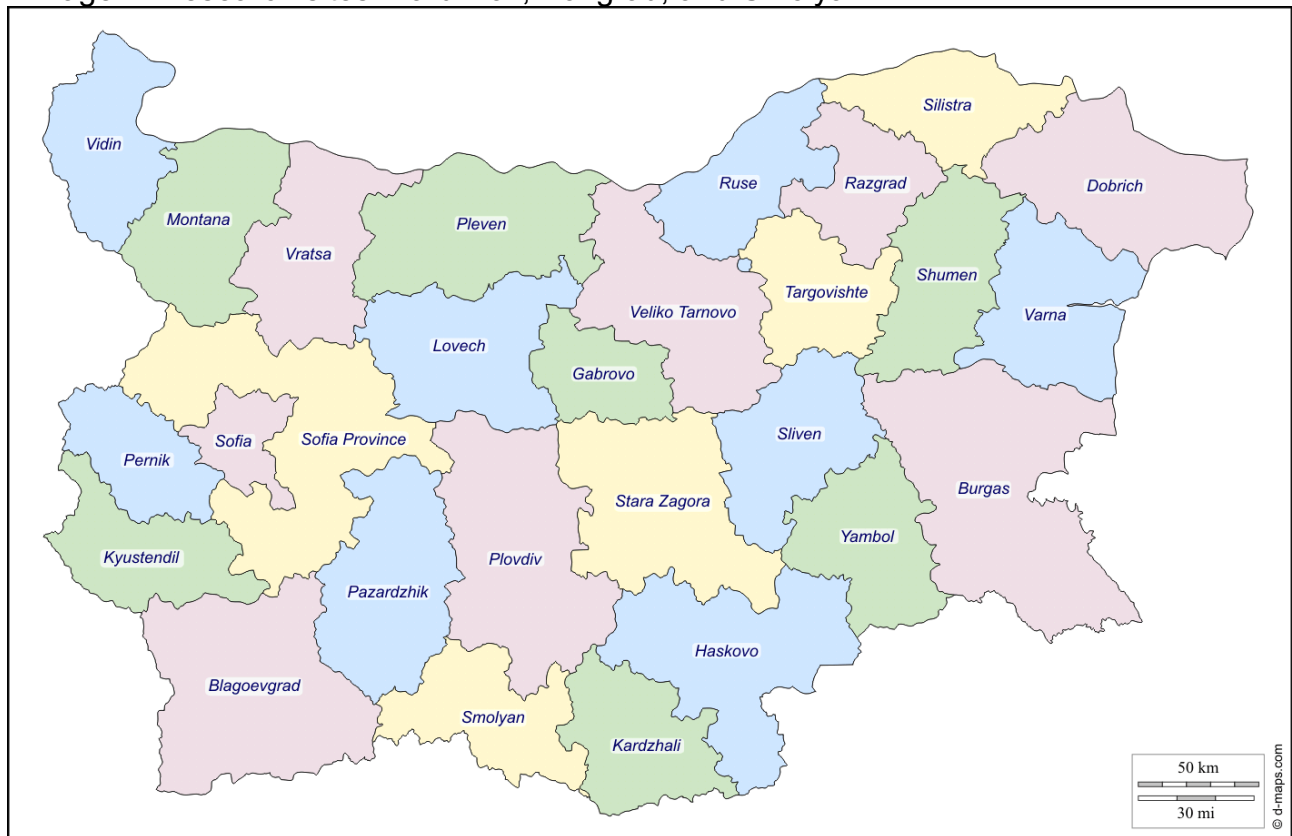 Silistra
Vidin
Ruse
Razgrad
Dobrich
Montana
Pleven
Vratsa
Shumen
Targovishte
Veliko Tarnovo
Varna
Lovech
Gabrovo
Sofia
Sofia Province
Sliven
Pernik
Burgas
Stara Zagora
Yambol
Kyustendil
Plovdiv
Pazardzhik
Haskovo
Blagoevgrad
Smolyan
Kardzhali
50 km
30 mi
© d-maps.com